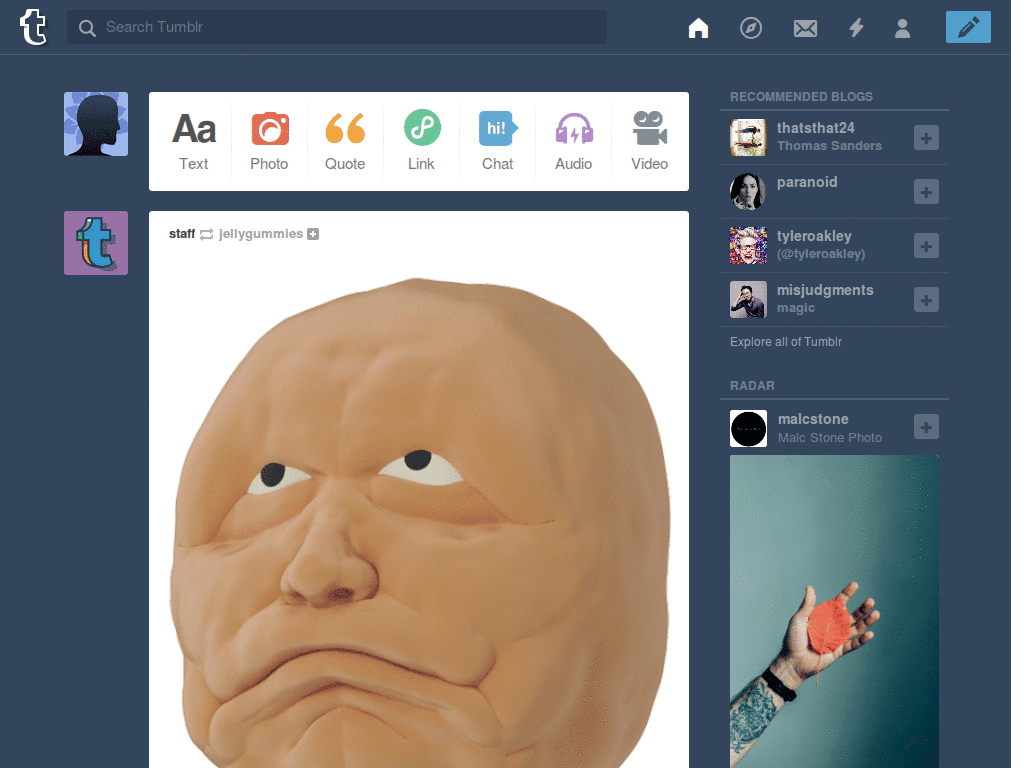 t
Search Tumblr
Aa
Text
Photo
Quote
Link
hi!
Chat
Audio
Video
t
staff jellygummies
RECOMMENDED BLOGS
thatsthat24
Thomas Sanders
paranoid
tyleroakley
(@tyleroakley)
misjudgments
magic
Explore all of Tumblr
RADAR
malcstone
Malc Stone Photo